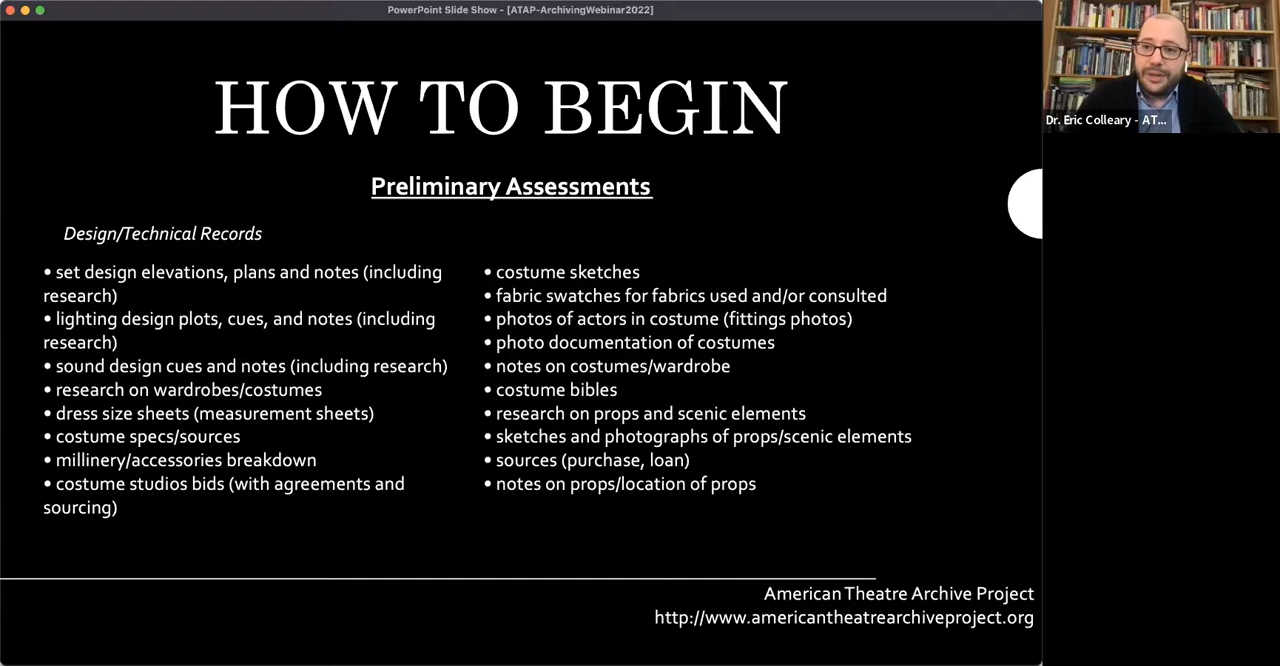 PowerPoint Slide Show - [ATAP-ArchivingWebinar2022]
HOW TO BEGIN
Preliminary Assessments
Design/Technical Records
• set design elevations, plans and notes (including
research)
• lighting design plots, cues, and notes (including
research)
• sound design cues and notes (including research)
• research on wardrobes/costumes
• dress size sheets (measurement sheets)
• costume specs/sources
• millinery/accessories breakdown
• costume studios bids (with agreements and
sourcing)
• costume sketches
• fabric swatches for fabrics used and/or consulted
• photos of actors in costume (fittings photos)
• photo documentation of costumes
• notes on costumes/wardrobe
• costume bibles
• research on props and scenic elements
• sketches and photographs of props/scenic elements
• sources (purchase, loan)
• notes on props/location of props
American Theatre Archive Project
http://www.americantheatrearchiveproject.org
Dr. Eric Colleary - AT...